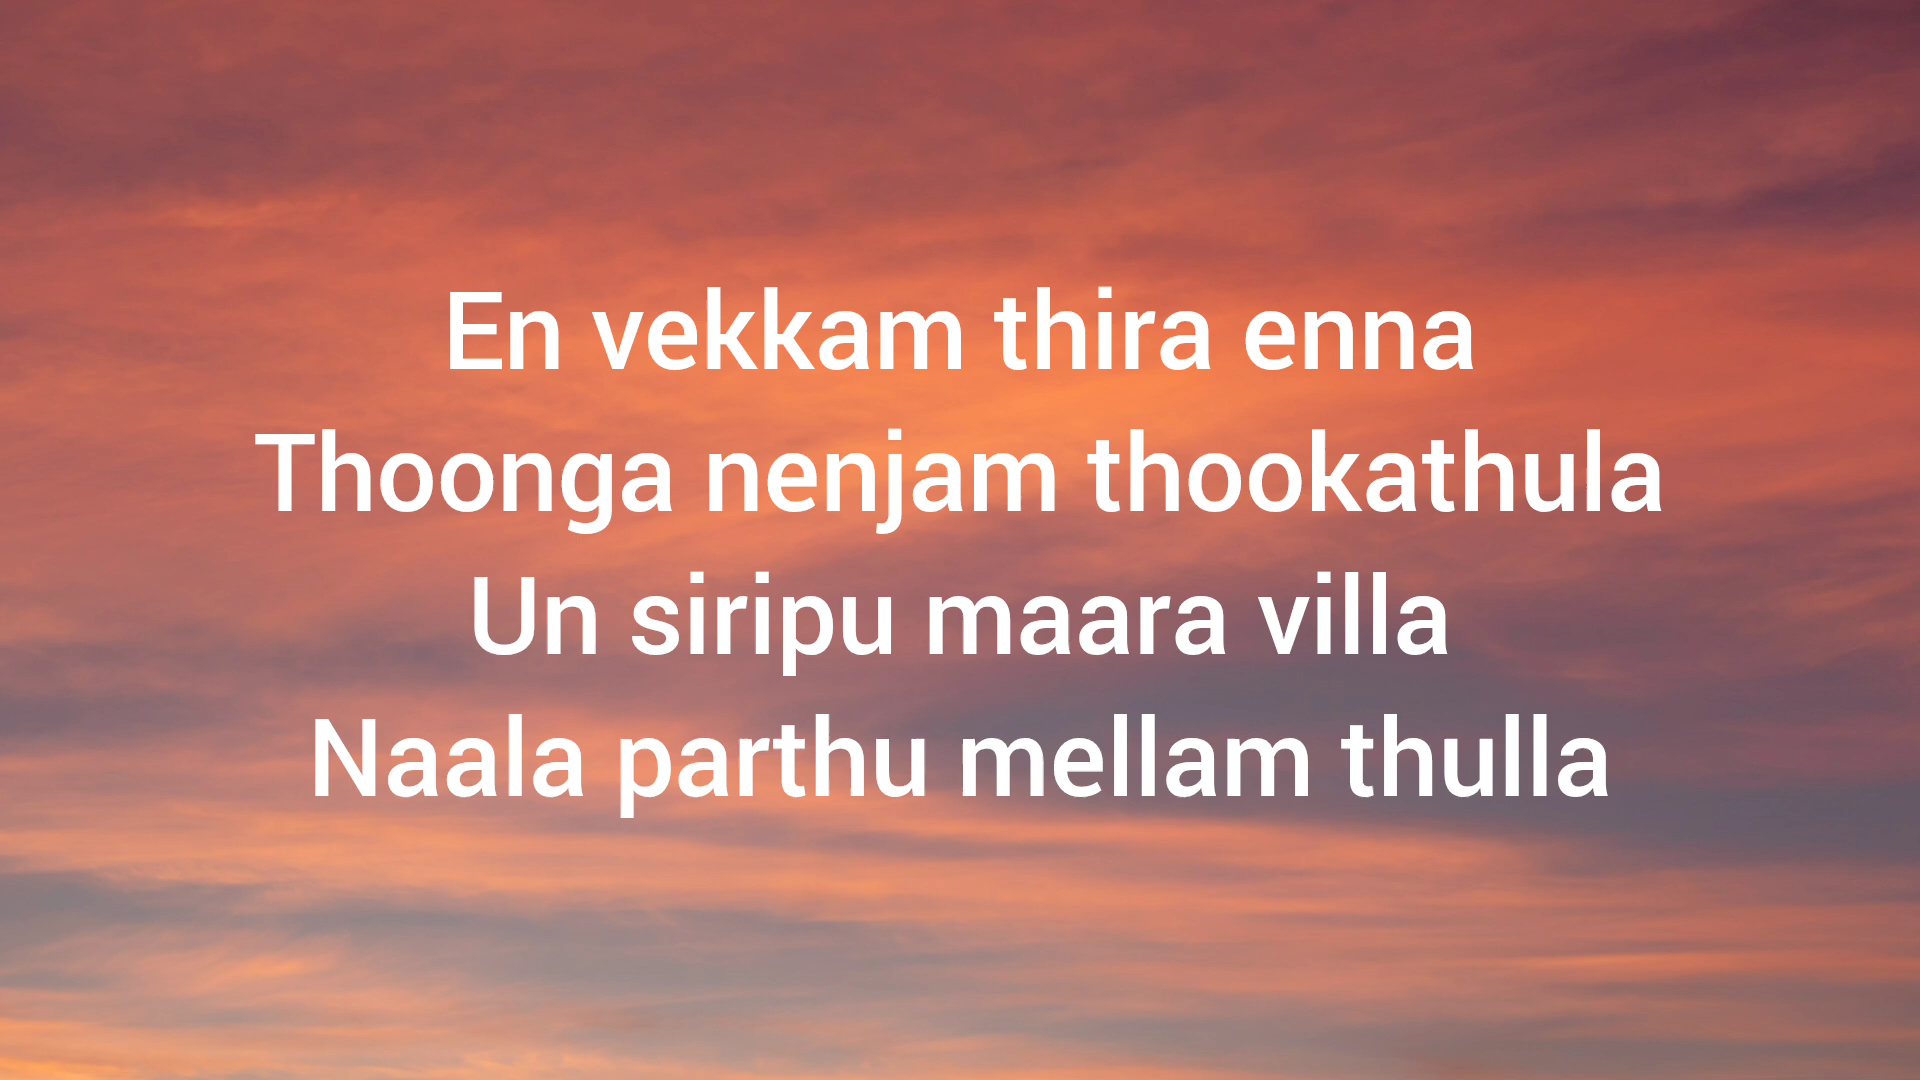 En vekkam thira enna
Thoonga nenjam thookathula
Un siripu maara villa
Naala parthu mellam thulla